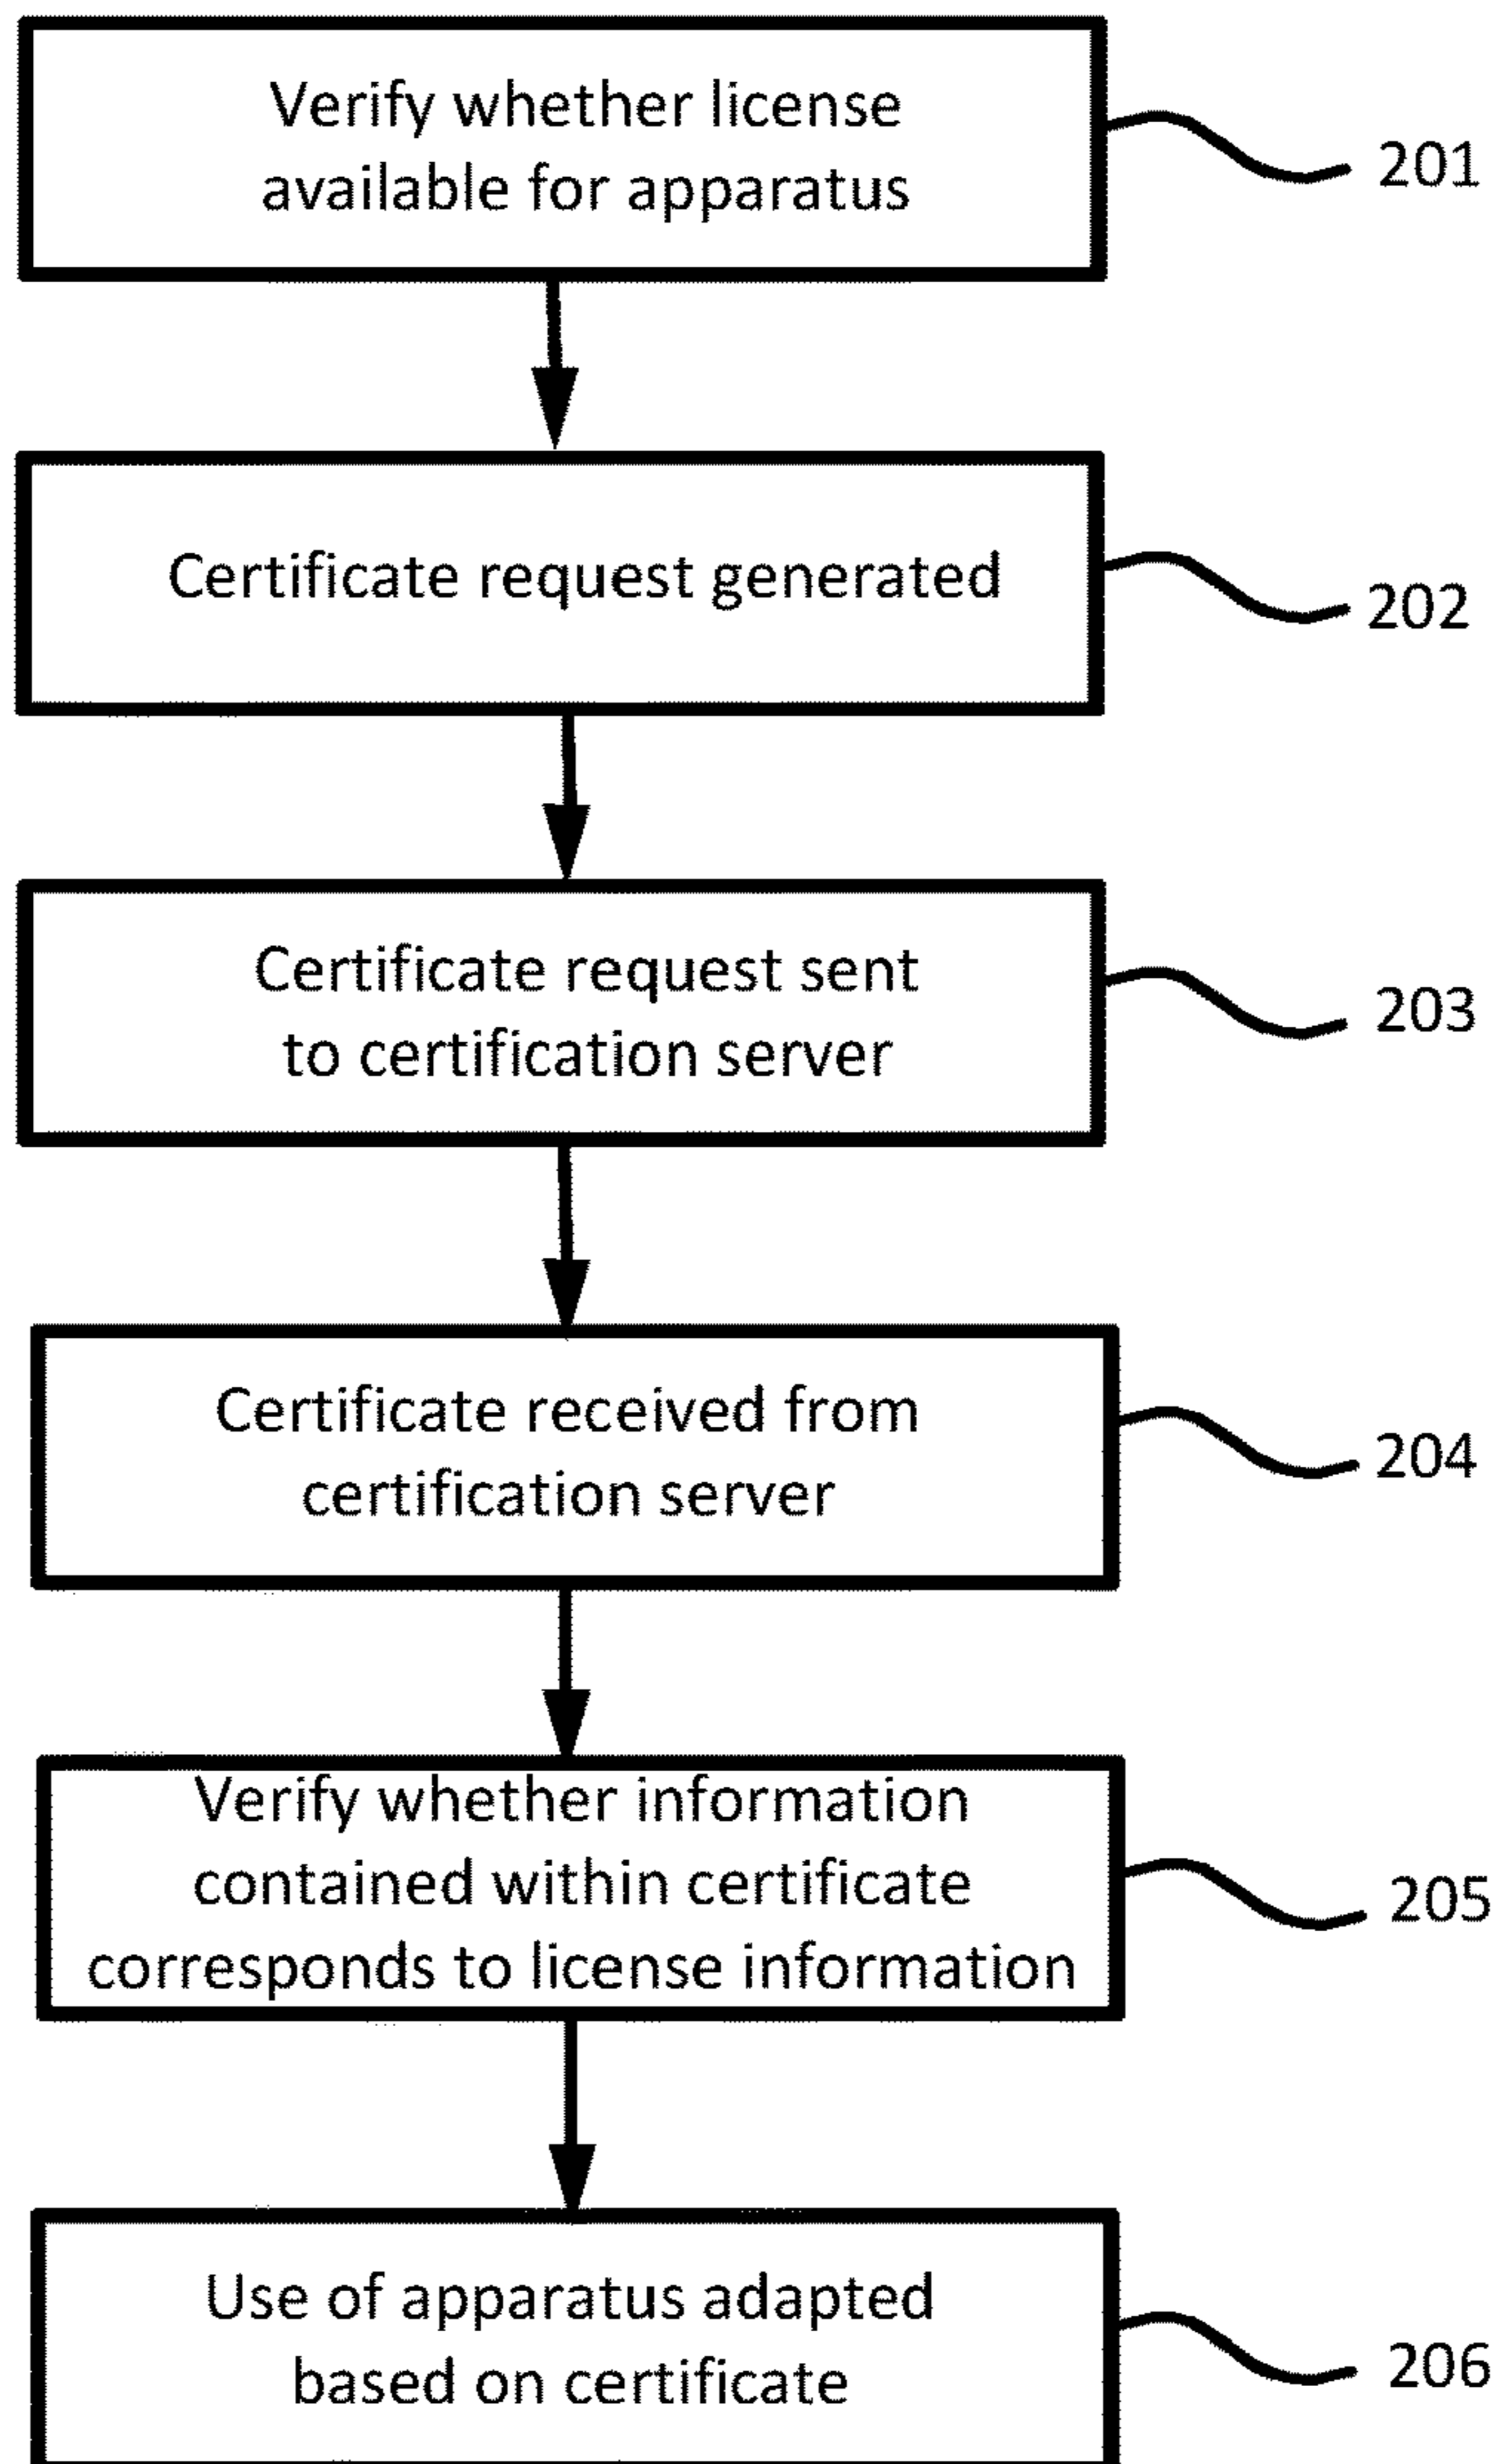 Verify whether license
available for apparatus
201
Certificate request generated
202
Certificate request sent
to certification server
203
Certificate received from
certification server
204
Verify whether information
contained within certificate
corresponds to license information
205
Use of apparatus adapted
based on certificate
206